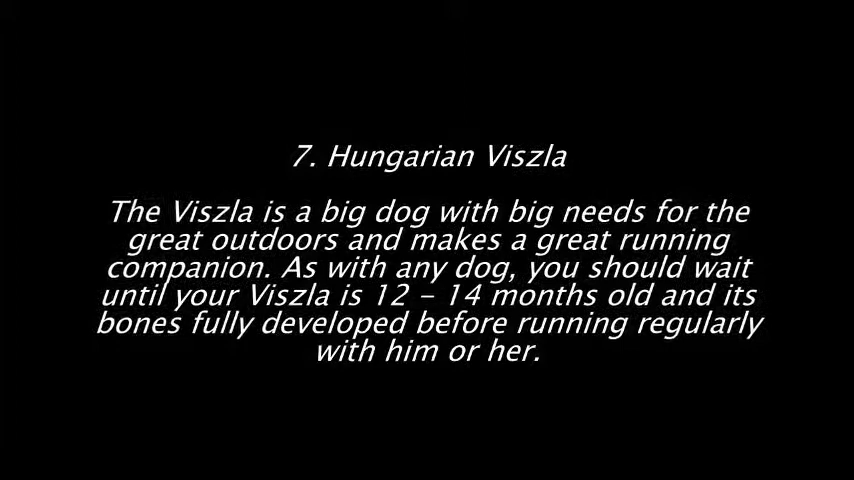 7. Hungarian Viszla
The Viszla is a big dog with big needs for the
great outdoors and makes a great running
companion. As with any dog, you should wait
until your Viszla is 12 - 14 months old and its
bones fully developed before running regularly
with him or her.